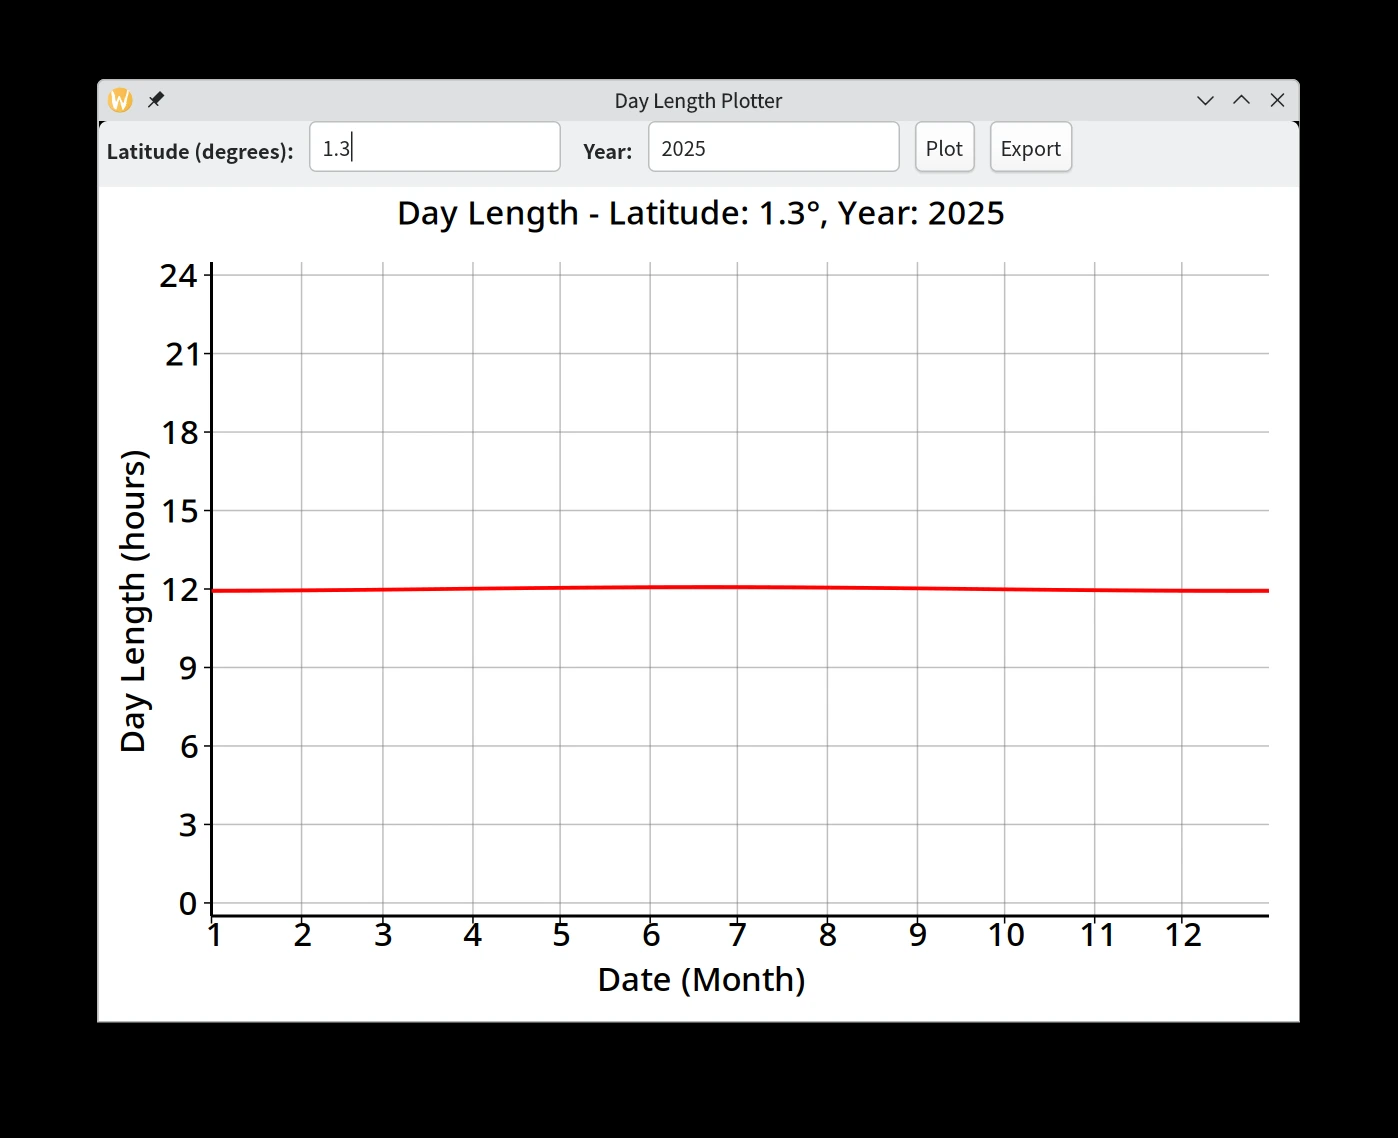 Day Length Plotter
Latitude (degrees): 1.3 Year: 2025 Plot Export
Day Length - Latitude: 1.3°, Year: 2025
24
21
18
15
12
9
6
3
0
Day Length (hours)
1 2 3 4 5 6 7 8 9 10 11 12
Date (Month)